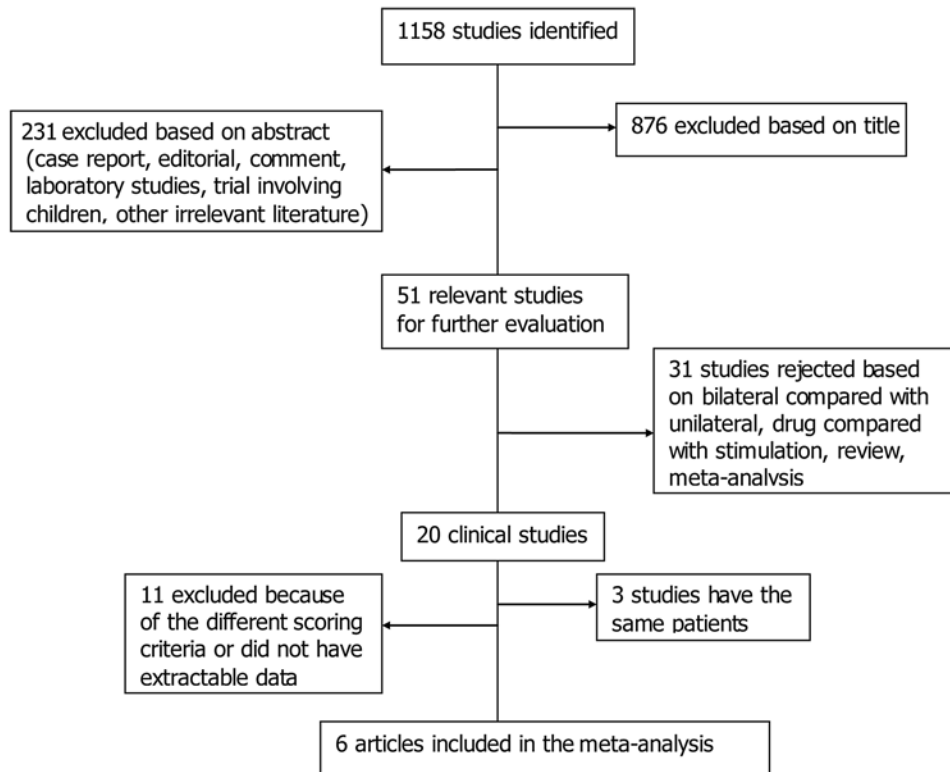 1158 studies identified
876 excluded based on title
231 excluded based on abstract
(case report, editorial, comment,
laboratory studies, trial involving
children, other irrelevant literature)
51 relevant studies
for further evaluation
31 studies rejected based
on bilateral compared with
unilateral, drug compared
with stimulation, review,
meta-analysis
20 clinical studies
3 studies have the
same patients
11 excluded because
of the different scoring
criteria or did not have
extractable data
6 articles included in the meta-analysis